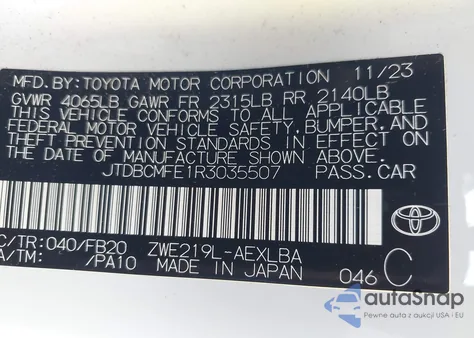 MFD. BY: TOYOTA MOTOR CORPORATION 11/23
GVWR 4065LB GAWR FR 2315LB RR 2140LB
THIS VEHICLE CONFORMS TO ALL APPLICABLE
FEDERAL MOTOR VEHICLE SAFETY, BUMPER, AND
THEFT PREVENTION STANDARDS IN EFFECT ON
THE DATE OF MANUFACTURE SHOWN ABOVE.
JTDBCMFE1R3035507 PASS.CAR
C/TR:040/FB20 ZWE219L-AEXLBA
A/TM: /PA10 MADE IN JAPAN 046 C
TOYOTA
autoSnap
Pewne auta z aukcji USA - EU